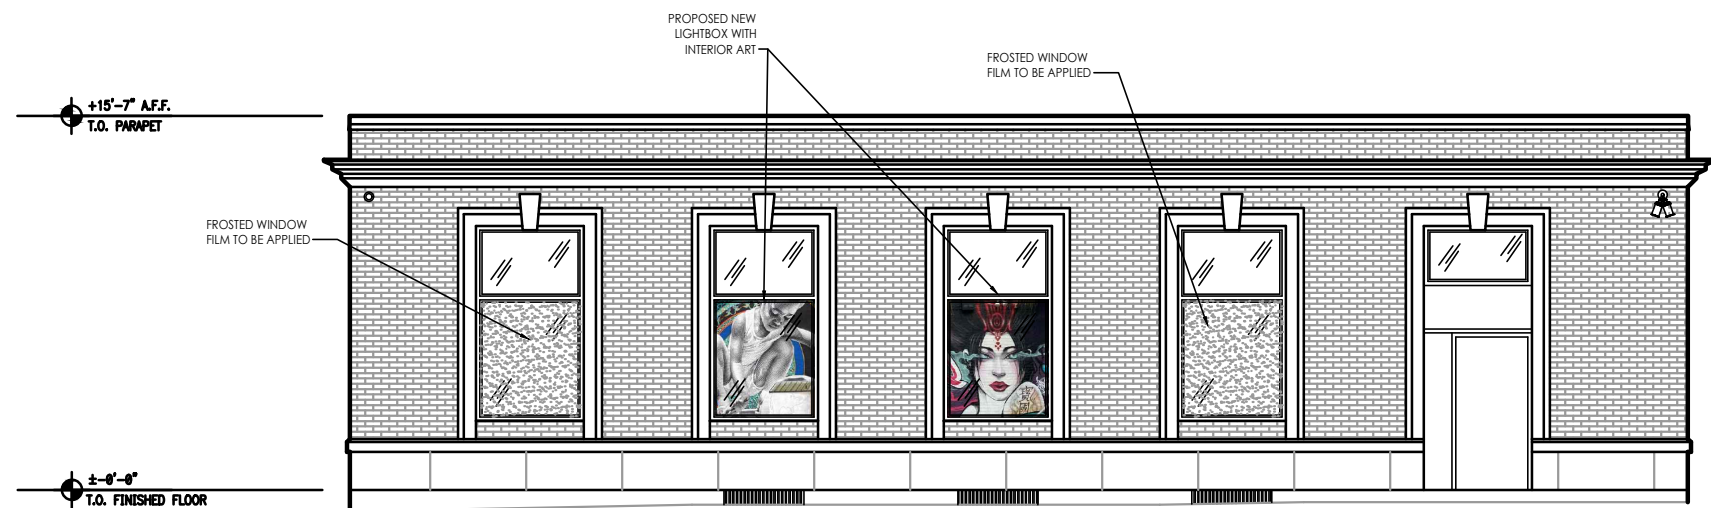 PROPOSED NEW
LIGHTBOX WITH
INTERIOR ART
FROSTED WINDOW
FILM TO BE APPLIED
+15'-7" A.F.F.
T.O. PARAPET
FROSTED WINDOW
FILM TO BE APPLIED
±-0'-0"
T.O. FINISHED FLOOR